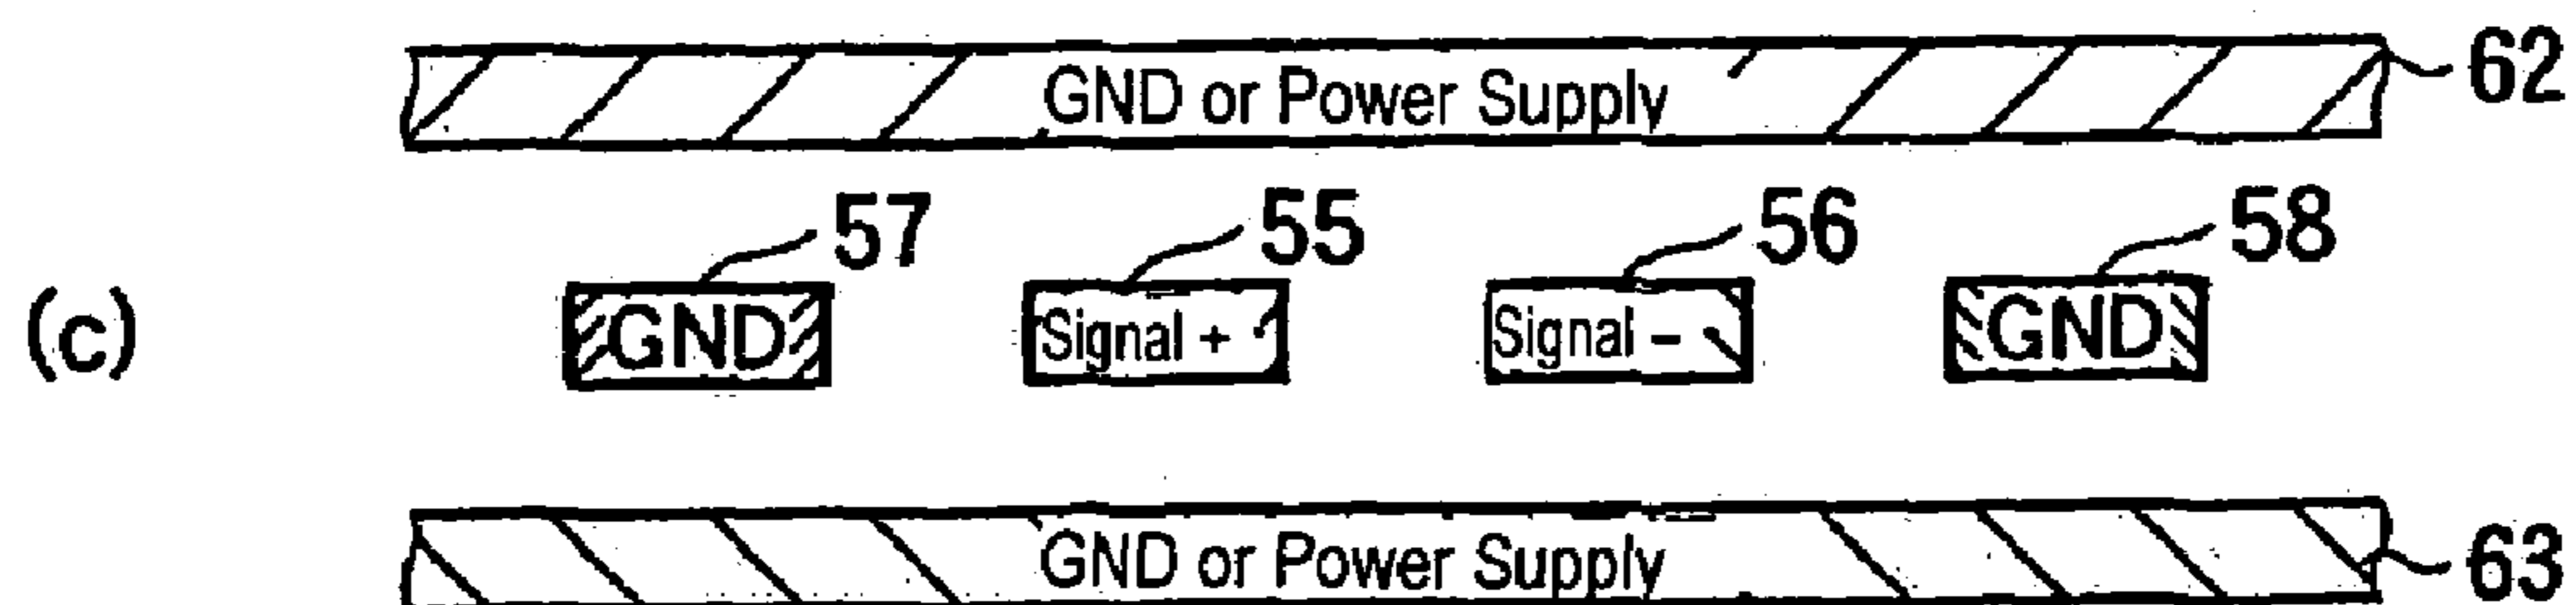 GND or Power Supply 62
57 55 56 58
(c) GND Signal + Signal - GND
GND or Power Supply 63